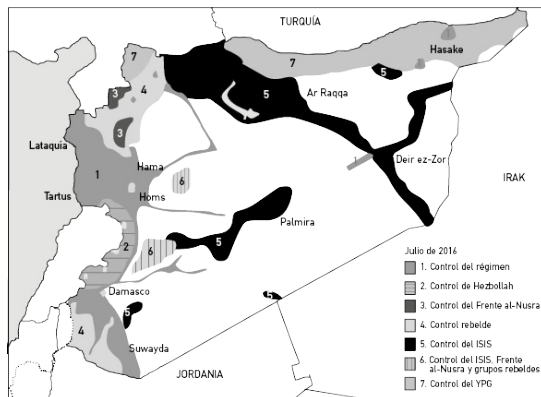 TURQUÍA
Hasake
7
7
4
3
5
5
Ar Raqqa
3
Lataquia
Hama
1
Deir ez-Zor
1
6
Tartus
Homs
IRAK
Palmira
2
6
5
Julio de 2016
1. Control del régimen
2. Control de Hezbollah
3. Control del Frente al-Nusra
4. Control rebelde
5. Control del ISIS
6. Control del ISIS, Frente
al-Nusra y grupos rebeldes
7. Control del YPG
Damasco
5
5
4
Suwayda
JORDANIA